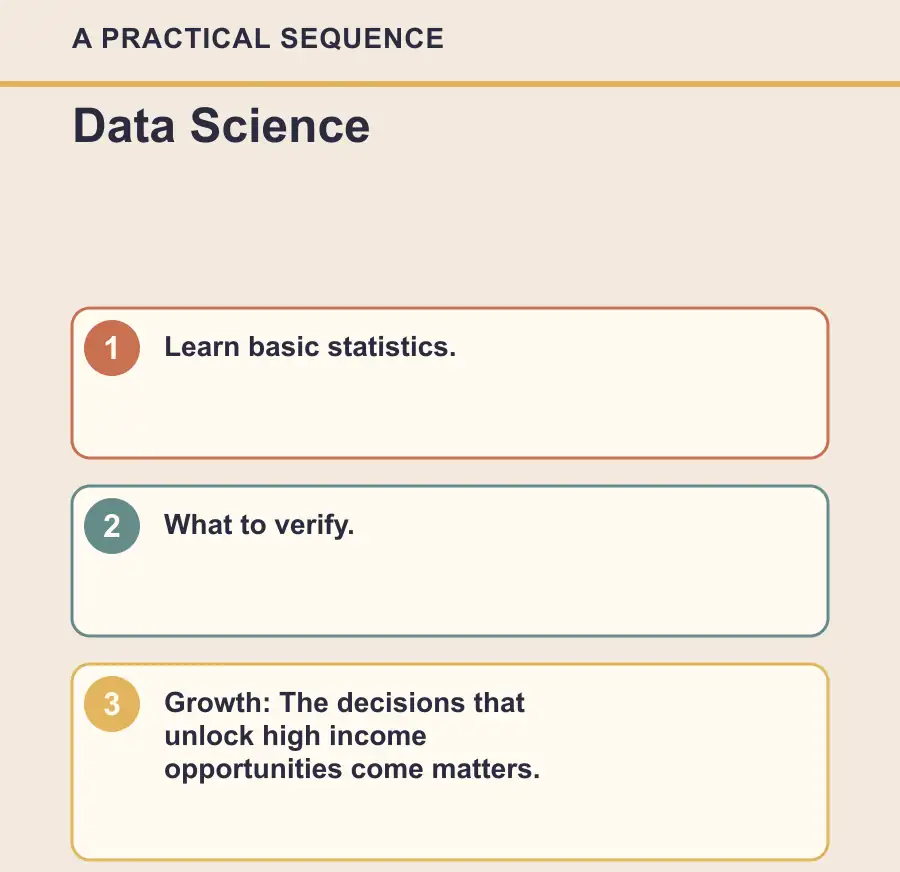 A PRACTICAL SEQUENCE
Data Science
1
Learn basic statistics.
2
What to verify.
3
Growth: The decisions that
unlock high income
opportunities come matters.